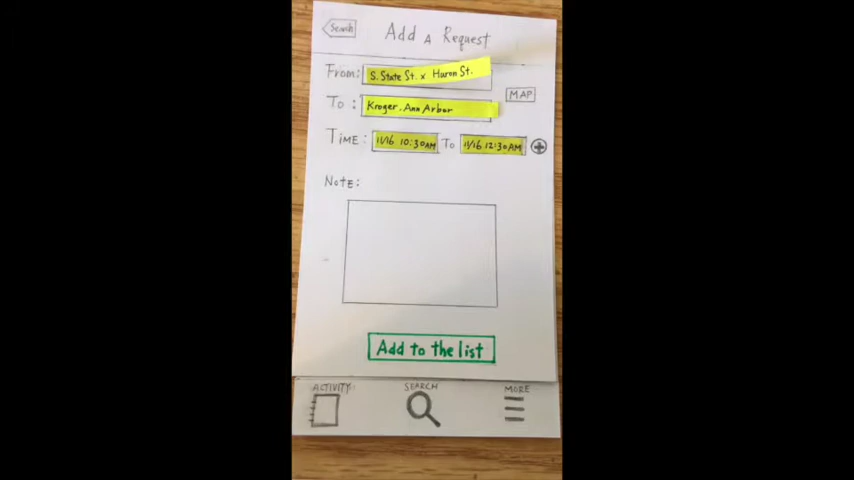 Search
Add A Request
From: S. State St. x Huron St.
MAP
To: Kroger, Ann Arbor
TIME: 11/16 10:30AM To 11/16 12:30AM
NotE:
Add to the list
ACTIVITY SEARCH MORE